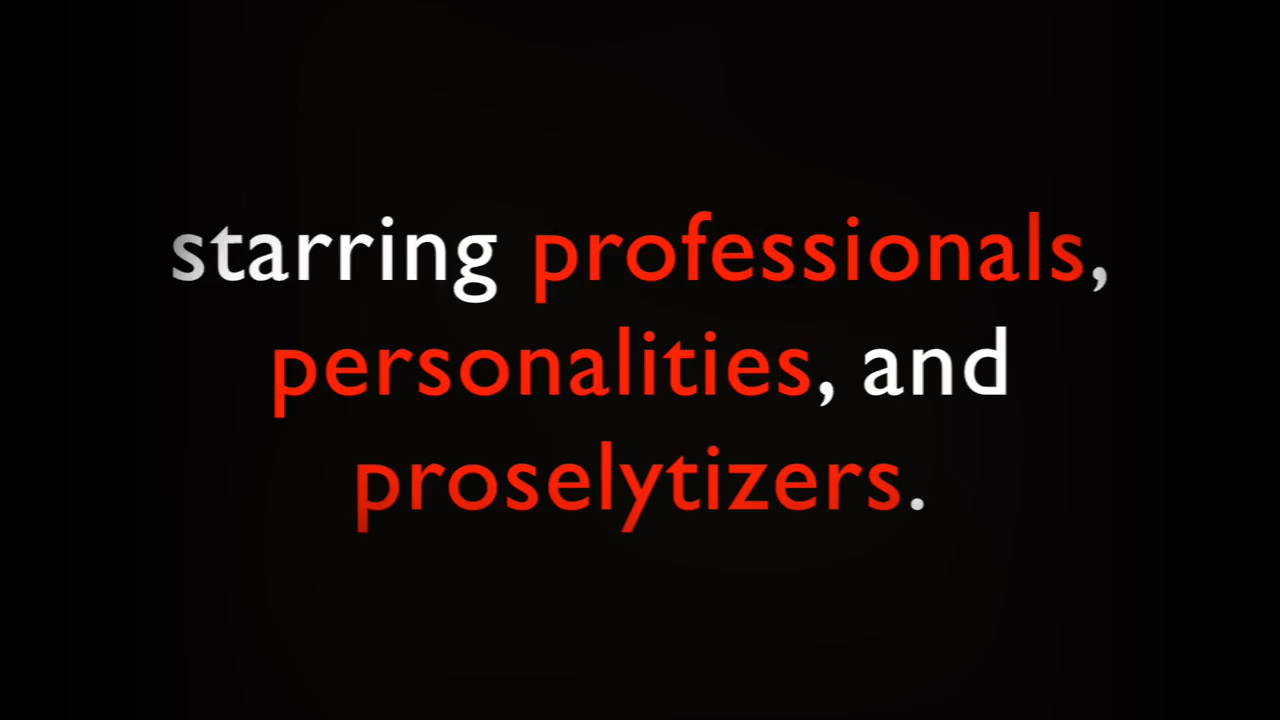 starring professionals,
personalities, and
proselytizers.